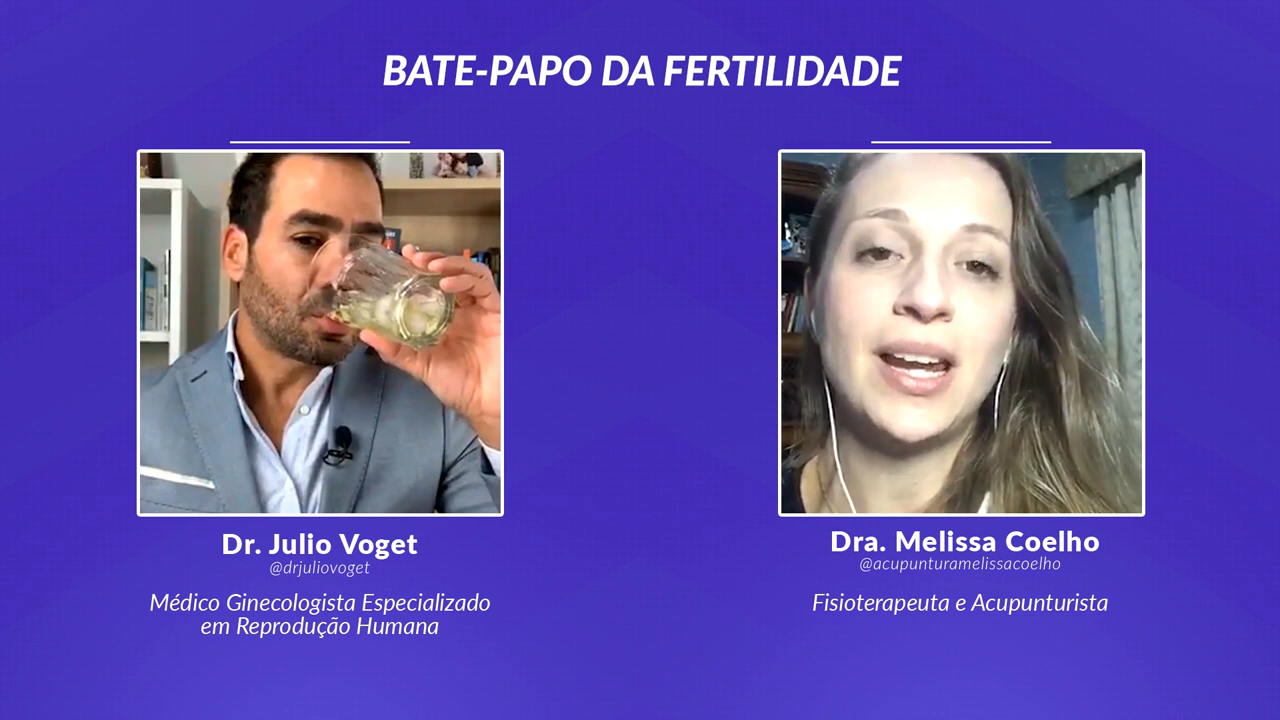 BATE-PAPO DA FERTILIDADE
Dr. Julio Voget
@drjuliovoget
Médico Ginecologista Especializado
em Reprodução Humana
Dra. Melissa Coelho
@acupunturamelissacoelho
Fisioterapeuta e Acupunturista